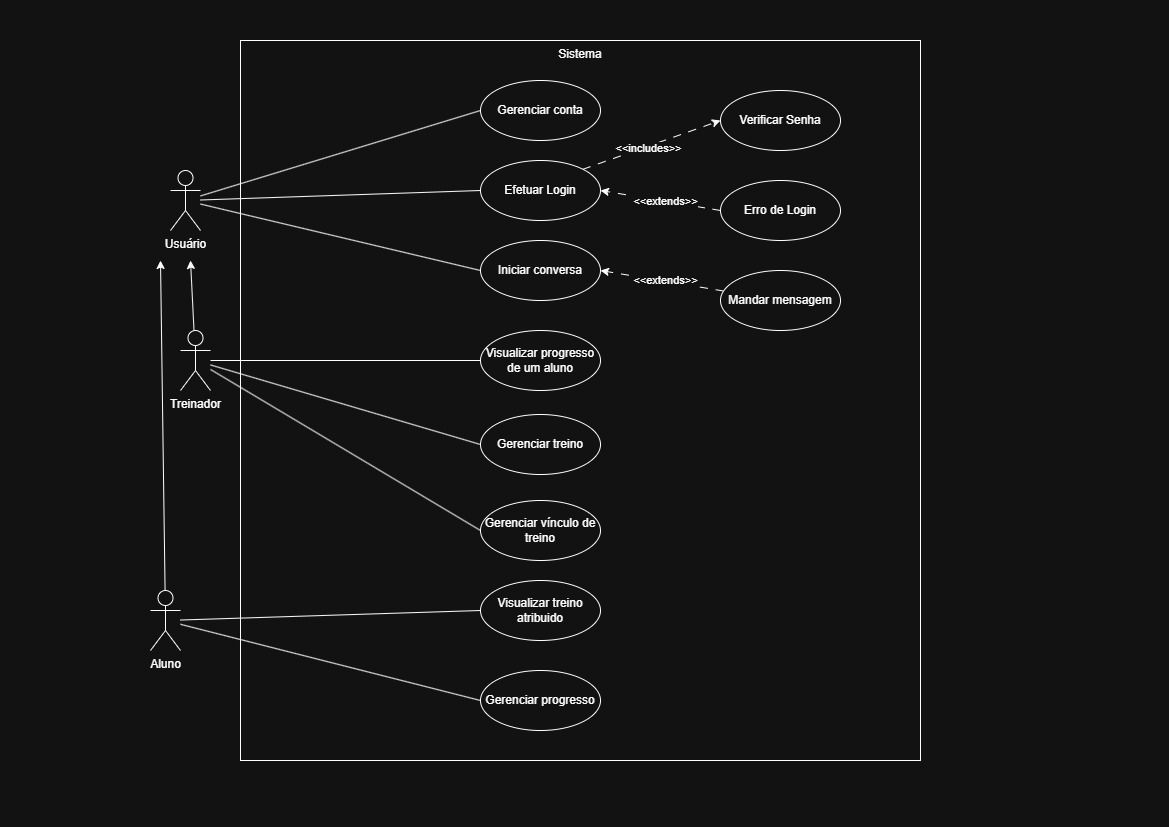 Sistema
Gerenciar conta
Verificar Senha
<<includes>>
Efetuar Login
<<extends>>
Erro de Login
Usuário
Iniciar conversa
<<extends>>
Mandar mensagem
Visualizar progresso
de um aluno
Treinador
Gerenciar treino
Gerenciar vínculo de
treino
Visualizar treino
atribuido
Aluno
Gerenciar progresso